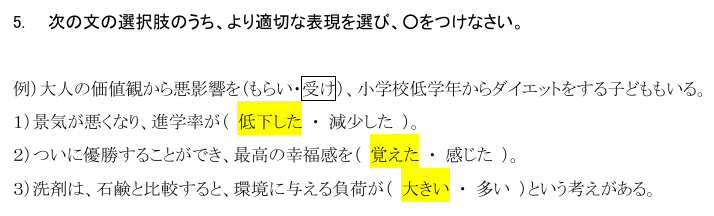 5. 次の文の選択肢のうち、より適切な表現を選び、〇をつけなさい。
例）大人の価値観から悪影響を（もらい・受け）、小学校低学年からダイエットをする子どももいる。
1）景気が悪くなり、進学率が（ 低下した ・ 減少した ）。
2）ついに優勝することができ、最高の幸福感を（ 覚えた ・ 感じた ）。
3）洗剤は、石鹸と比較すると、環境に与える負荷が（ 大きい ・ 多い ）という考えがある。